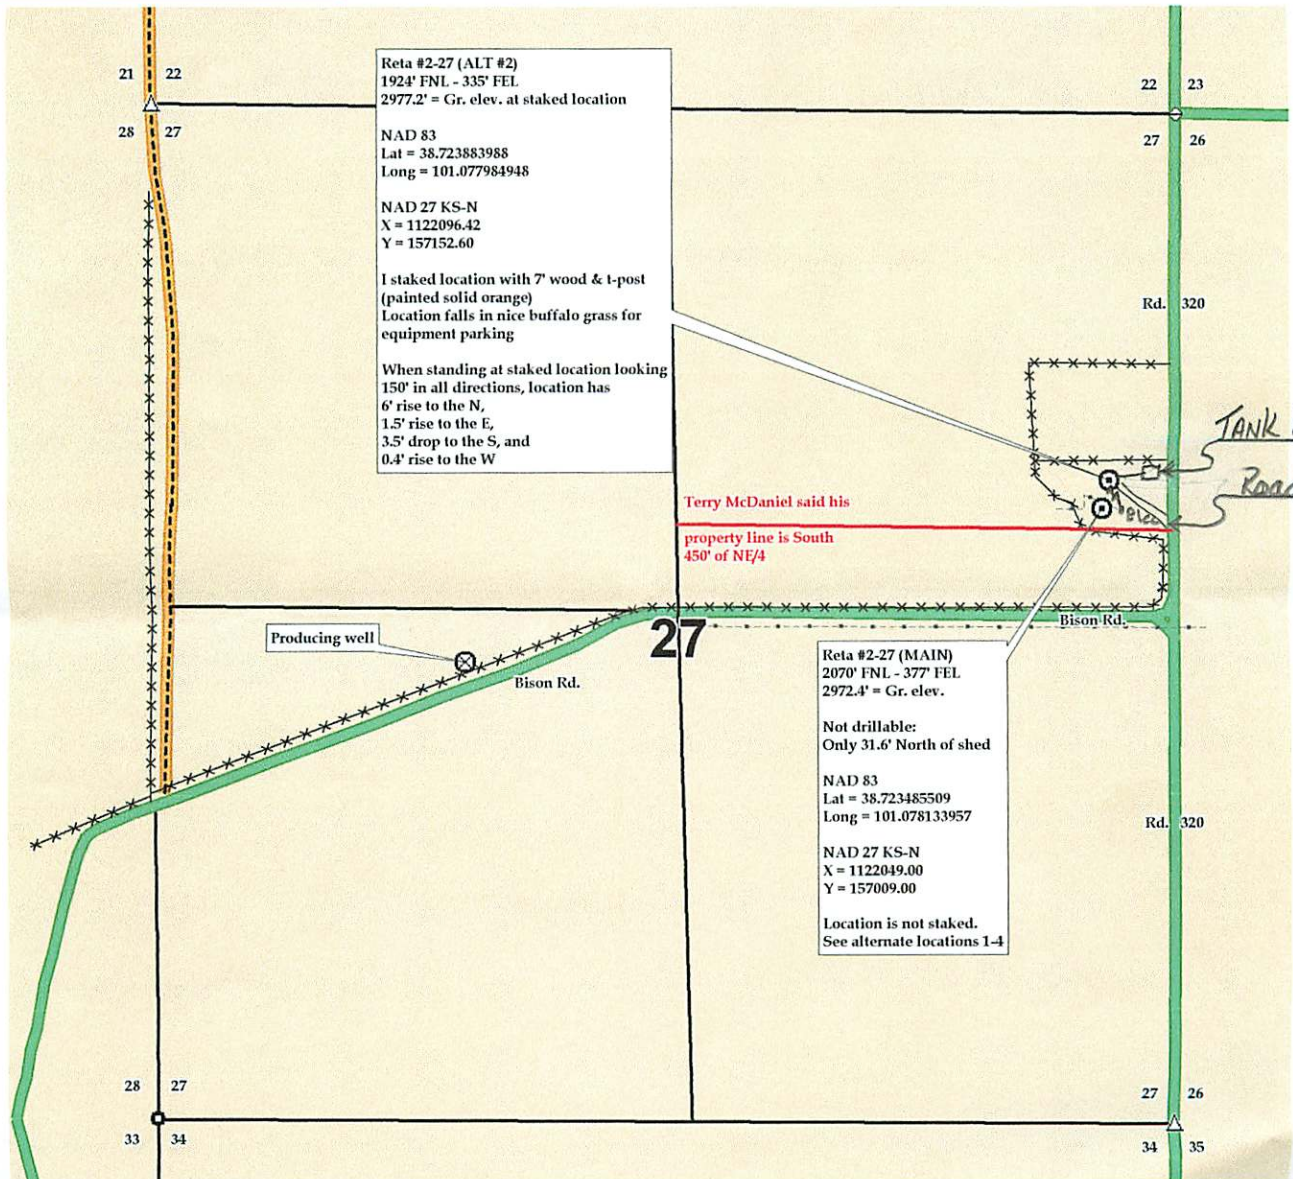 21 22
28 27
22 23
27 26
Reta #2-27 (ALT #2)
1924' FNL - 335' FEL
2977.2' = Gr. elev. at staked location
NAD 83
Lat = 38.723883988
Long = 101.077984948
NAD 27 KS-N
X = 1122096.42
Y = 157152.60
I staked location with 7' wood & t-post
(painted solid orange)
Location falls in nice buffalo grass for
equipment parking
When standing at staked location looking
150' in all directions, location has
6' rise to the N,
1.5' rise to the E,
3.5' drop to the S, and
0.4' rise to the W
Rd. 320
TANK
Road
Terry McDaniel said his
property line is South
450' of NE/4
Bison Rd.
27
Producing well
Bison Rd.
Reta #2-27 (MAIN)
2070' FNL - 377' FEL
2972.4' = Gr. elev.
Not drillable:
Only 31.6' North of shed
NAD 83
Lat = 38.723485509
Long = 101.078133957
NAD 27 KS-N
X = 1122049.00
Y = 157009.00
Location is not staked.
See alternate locations 1-4
Rd. 320
28 27
33 34
27 26
34 35